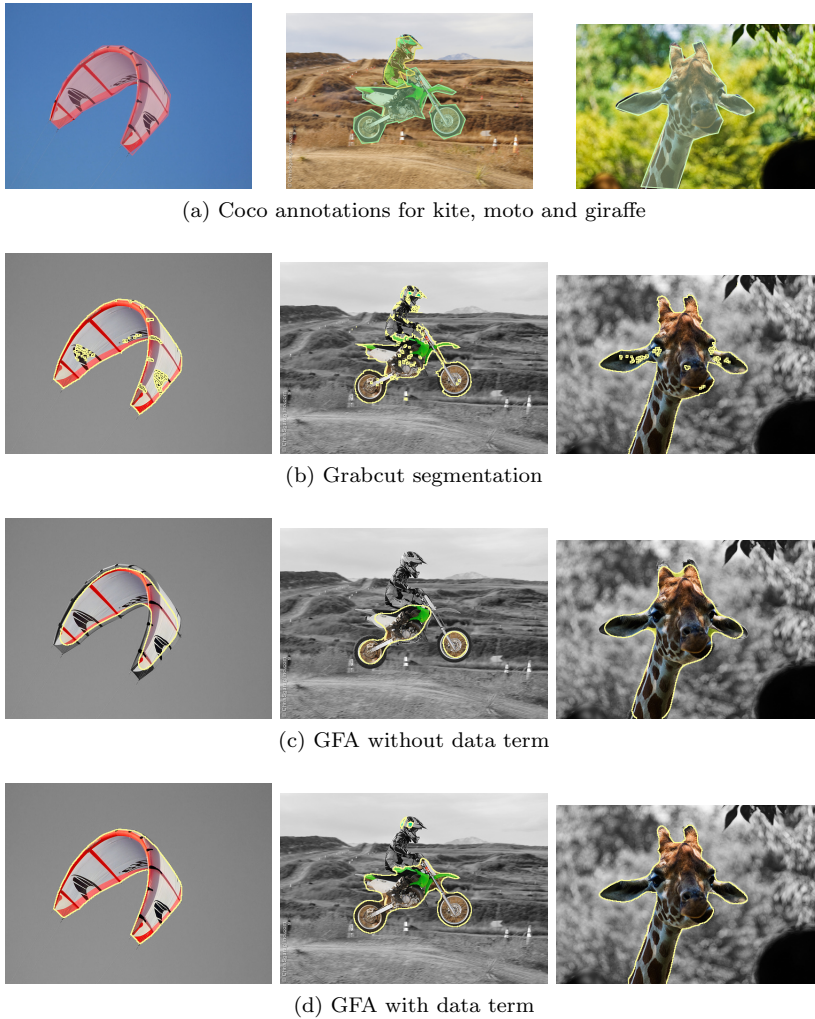 (a) Coco annotations for kite, moto and giraffe
(b) Grabcut segmentation
(c) GFA without data term
(d) GFA with data term